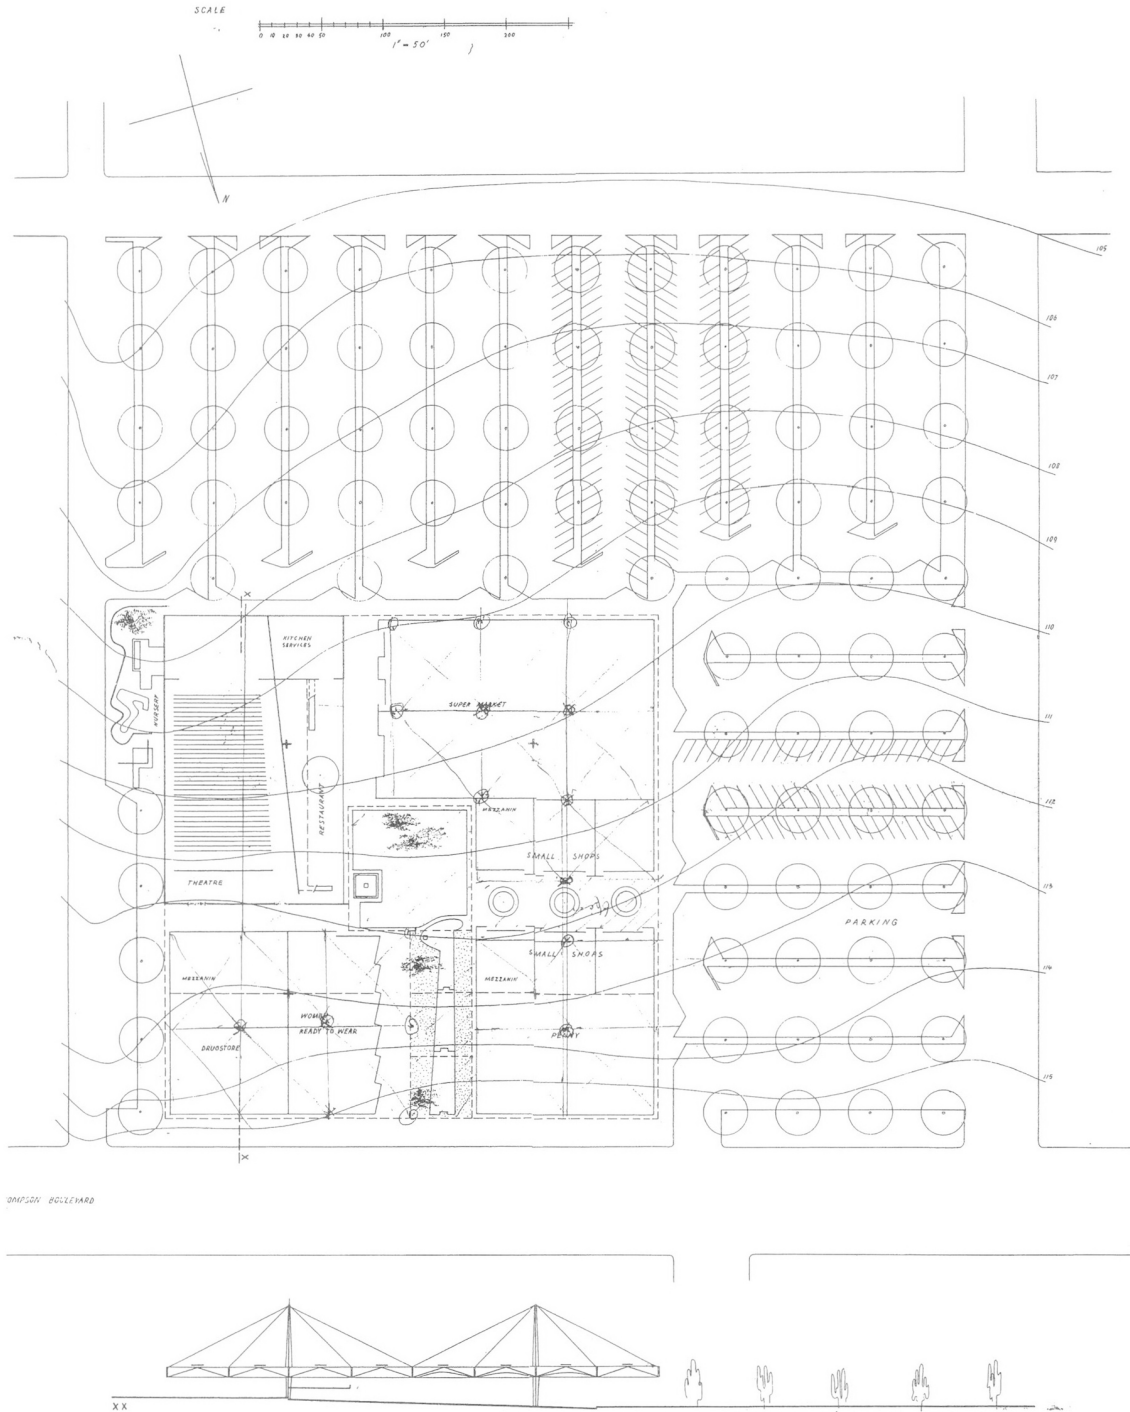 SCALE
0 10 20 30 40 50 100 150 200
1" = 50'
N
105
106
107
108
109
110
111
112
113
114
115
X
KITCHEN
SERVICES
SUPER MARKET
NURSERY
RESTAURANT
MEZZANIN
SMALL SHOPS
THEATRE
PARKING
SMALL SHOPS
MEZZANIN
MEZZANIN
READY TO WEAR
DRUGSTORE
X
OMPSON BOULEVARD
XX